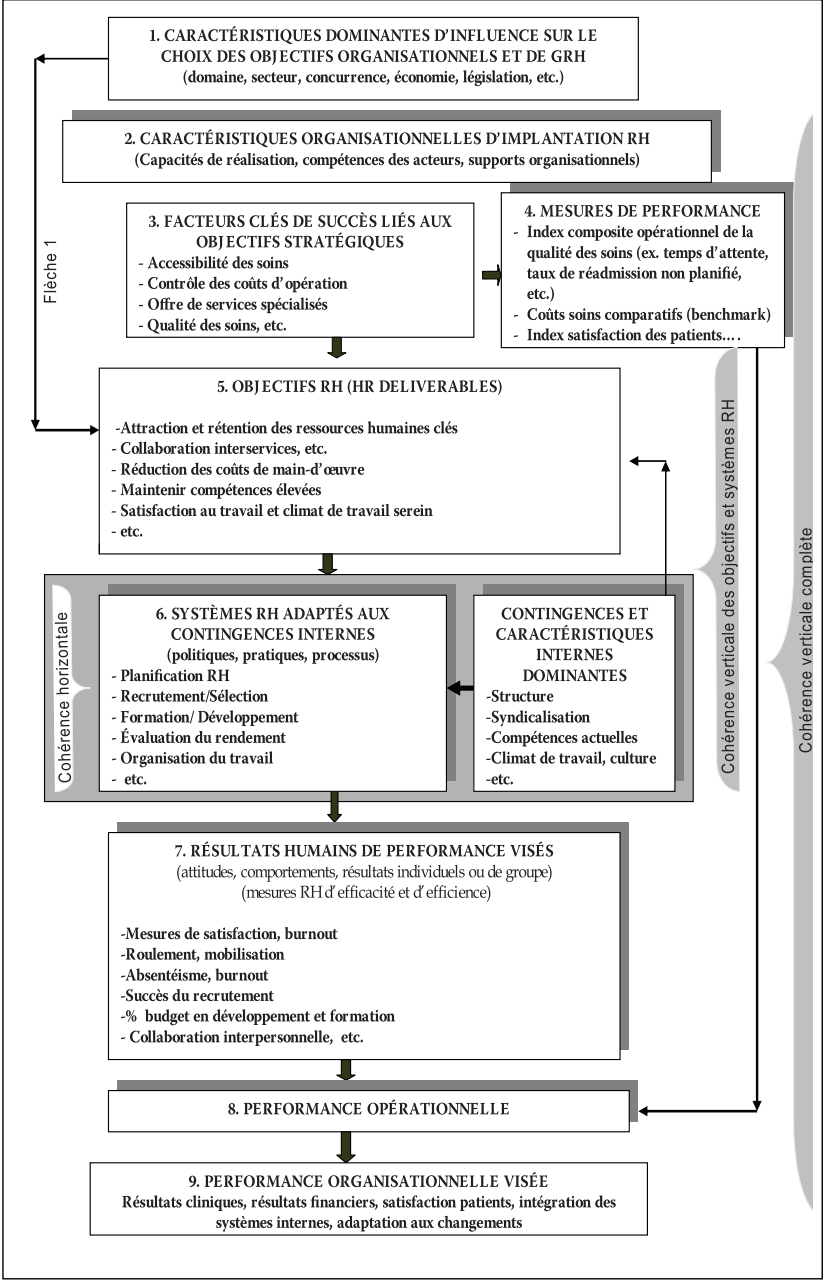 1. CARACTÉRISTIQUES DOMINANTES D'INFLUENCE SUR LE
CHOIX DES OBJECTIFS ORGANISATIONNELS ET DE GRH
(domaine, secteur, concurrence, économie, législation, etc.)
2. CARACTÉRISTIQUES ORGANISATIONNELLES D'IMPLANTATION RH
(Capacités de réalisation, compétences des acteurs, supports organisationnels)
Flèche 1
3. FACTEURS CLÉS DE SUCCÈS LIÉS AUX
OBJECTIFS STRATÉGIQUES
- Accessibilité des soins
- Contrôle des coûts d'opération
- Offre de services spécialisés
- Qualité des soins, etc.
4. MESURES DE PERFORMANCE
- Index composite opérationnel de la
qualité des soins (ex. temps d'attente,
taux de réadmission non planifié,
etc.)
- Coûts soins comparatifs (benchmark)
- Index satisfaction des patients….
5. OBJECTIFS RH (HR DELIVERABLES)
-Attraction et rétention des ressources humaines clés
- Collaboration interservices, etc.
- Réduction des coûts de main-d'œuvre
- Maintenir compétences élevées
- Satisfaction au travail et climat de travail serein
- etc.
Cohérence horizontale
6. SYSTÈMES RH ADAPTÉS AUX
CONTINGENCES INTERNES
(politiques, pratiques, processus)
- Planification RH
- Recrutement/Sélection
- Formation/ Développement
- Évaluation du rendement
- Organisation du travail
- etc.
CONTINGENCES ET
CARACTÉRISTIQUES
INTERNES
DOMINANTES
-Structure
-Syndicalisation
-Compétences actuelles
-Climat de travail, culture
-etc.
Cohérence verticale des objectifs et systèmes RH
Cohérence verticale complète
7. RÉSULTATS HUMAINS DE PERFORMANCE VISÉS
(attitudes, comportements, résultats individuels ou de groupe)
(mesures RH d'efficacité et d'efficience)
-Mesures de satisfaction, burnout
-Roulement, mobilisation
-Absentéisme, burnout
-Succès du recrutement
-% budget en développement et formation
- Collaboration interpersonnelle, etc.
8. PERFORMANCE OPÉRATIONNELLE
9. PERFORMANCE ORGANISATIONNELLE VISÉE
Résultats cliniques, résultats financiers, satisfaction patients, intégration des
systèmes internes, adaptation aux changements